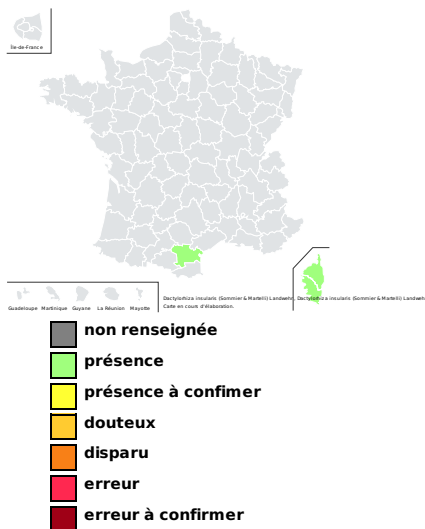 Île-de-France
Guadeloupe Martinique Guyane La Réunion Mayotte
Dactylorhiza insularis (Sommier & Martelli) Landwehr, Dactylorhiza insularis (Sommier & Martelli) Landweh
Carte en cours d'élaboration.
non renseignée
présence
présence à confimer
douteux
disparu
erreur
erreur à confirmer